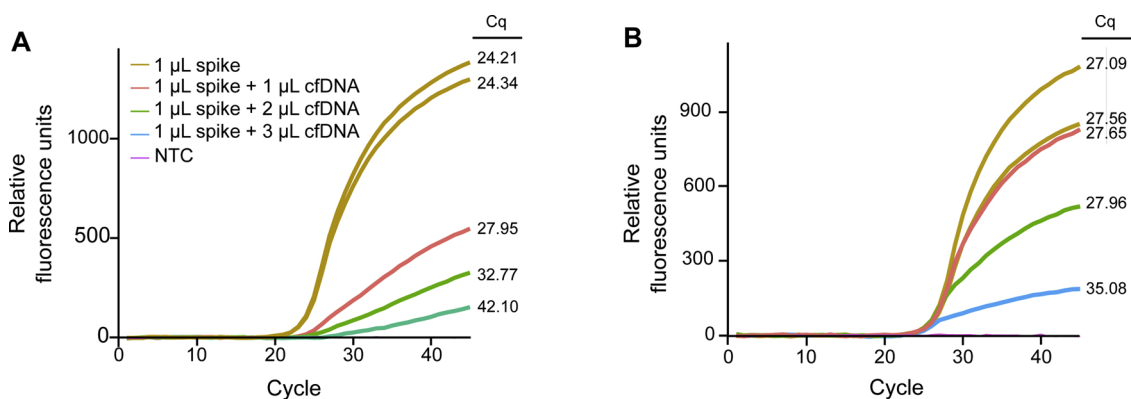 A
Cq
1 µL spike
1 µL spike + 1 µL cfDNA
1 µL spike + 2 µL cfDNA
1 µL spike + 3 µL cfDNA
NTC
24.21
24.34
27.95
32.77
42.10
1000
500
0
Relative
fluorescence units
0
10
20
30
40
Cycle
B
Cq
27.09
27.56
27.65
27.96
35.08
900
600
300
0
Relative
fluorescence units
0
10
20
30
40
Cycle